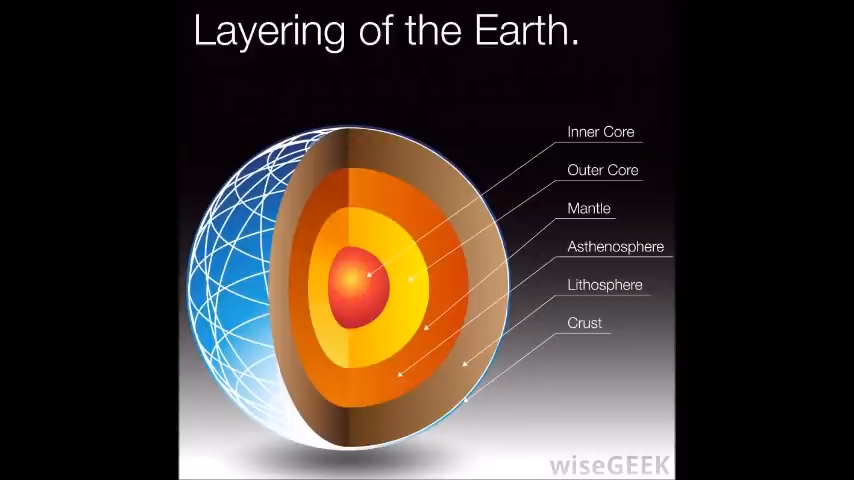 Layering of the Earth.
Inner Core
Outer Core
Mantle
Asthenosphere
Lithosphere
Crust
wiseGEEK